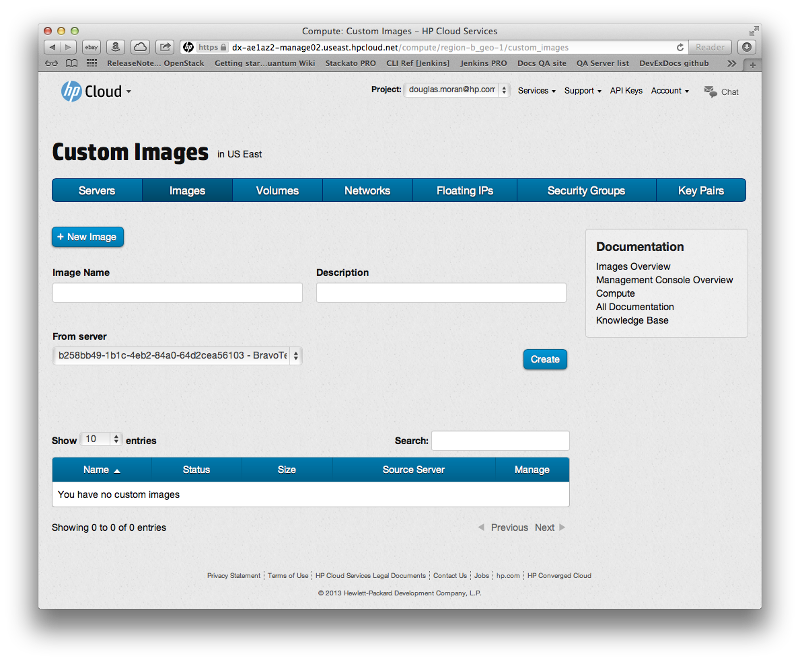 Compute: Custom Images – HP Cloud Services
ebay https dx-ae1az2-manage02.useast.hpcloud.net/compute/region-b_geo-1/custom_images Reader
ReleaseNote... OpenStack Getting star...uantum Wiki Stackato PRO CLI Ref [Jenkins] Jenkins PRO Docs QA site QA Server list DevExDocs github
hp Cloud Project: douglas.moran@hp.com Services Support API Keys Account Chat
Custom Images in US East
Servers Images Volumes Networks Floating IPs Security Groups Key Pairs
+ New Image
Image Name Description
From server
b258bb49-1b1c-4eb2-84a0-64d2cea56103 - BravoTe
Create
Documentation
Images Overview
Management Console Overview
Compute
All Documentation
Knowledge Base
Show 10 entries Search:
Name Status Size Source Server Manage
You have no custom images
Showing 0 to 0 of 0 entries Previous Next
Privacy Statement Terms of Use HP Cloud Services Legal Documents Contact Us Jobs hp.com HP Converged Cloud
© 2013 Hewlett-Packard Development Company, L.P.